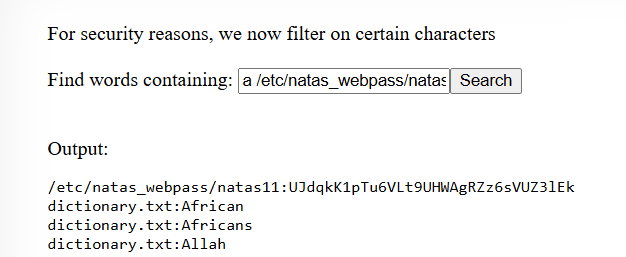 For security reasons, we now filter on certain characters
Find words containing: a /etc/natas_webpass/natas Search
Output:
/etc/natas_webpass/natas11:UJdqkK1pTu6VLt9UHWAgRZz6sVUZ3lEk
dictionary.txt:African
dictionary.txt:Africans
dictionary.txt:Allah